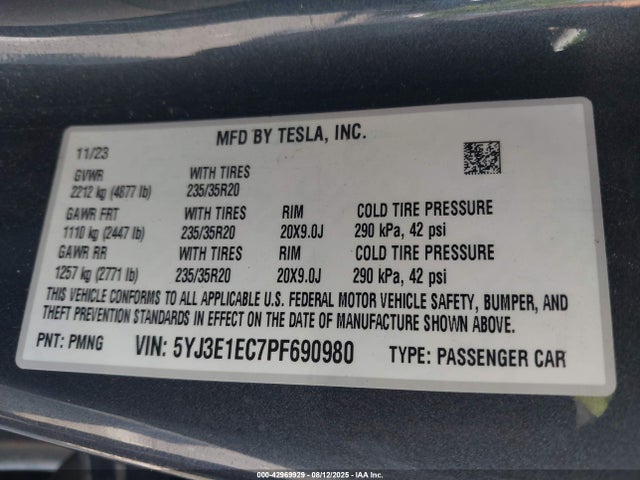 MFD BY TESLA, INC.
11/23
GVWR WITH TIRES
2212 kg (4877 lb) 235/35R20
GAWR FRT WITH TIRES RIM COLD TIRE PRESSURE
1110 kg (2447 lb) 235/35R20 20X9.0J 290 kPa, 42 psi
GAWR RR WITH TIRES RIM COLD TIRE PRESSURE
1257 kg (2771 lb) 235/35R20 20X9.0J 290 kPa, 42 psi
THIS VEHICLE CONFORMS TO ALL APPLICABLE U.S. FEDERAL MOTOR VEHICLE SAFETY, BUMPER, AND
THEFT PREVENTION STANDARDS IN EFFECT ON THE DATE OF MANUFACTURE SHOWN ABOVE.
PNT: PMNG VIN: 5YJ3E1EC7PF690980 TYPE: PASSENGER CAR
000-42969929 - 08/12/2025 - IAA Inc.